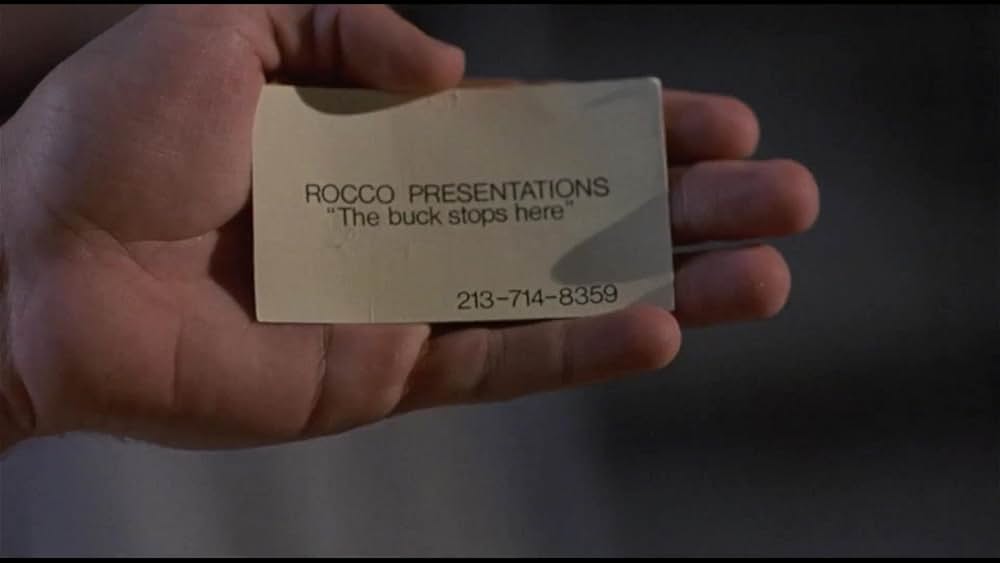 ROCCO PRESENTATIONS
"The buck stops here"
213-714-8359